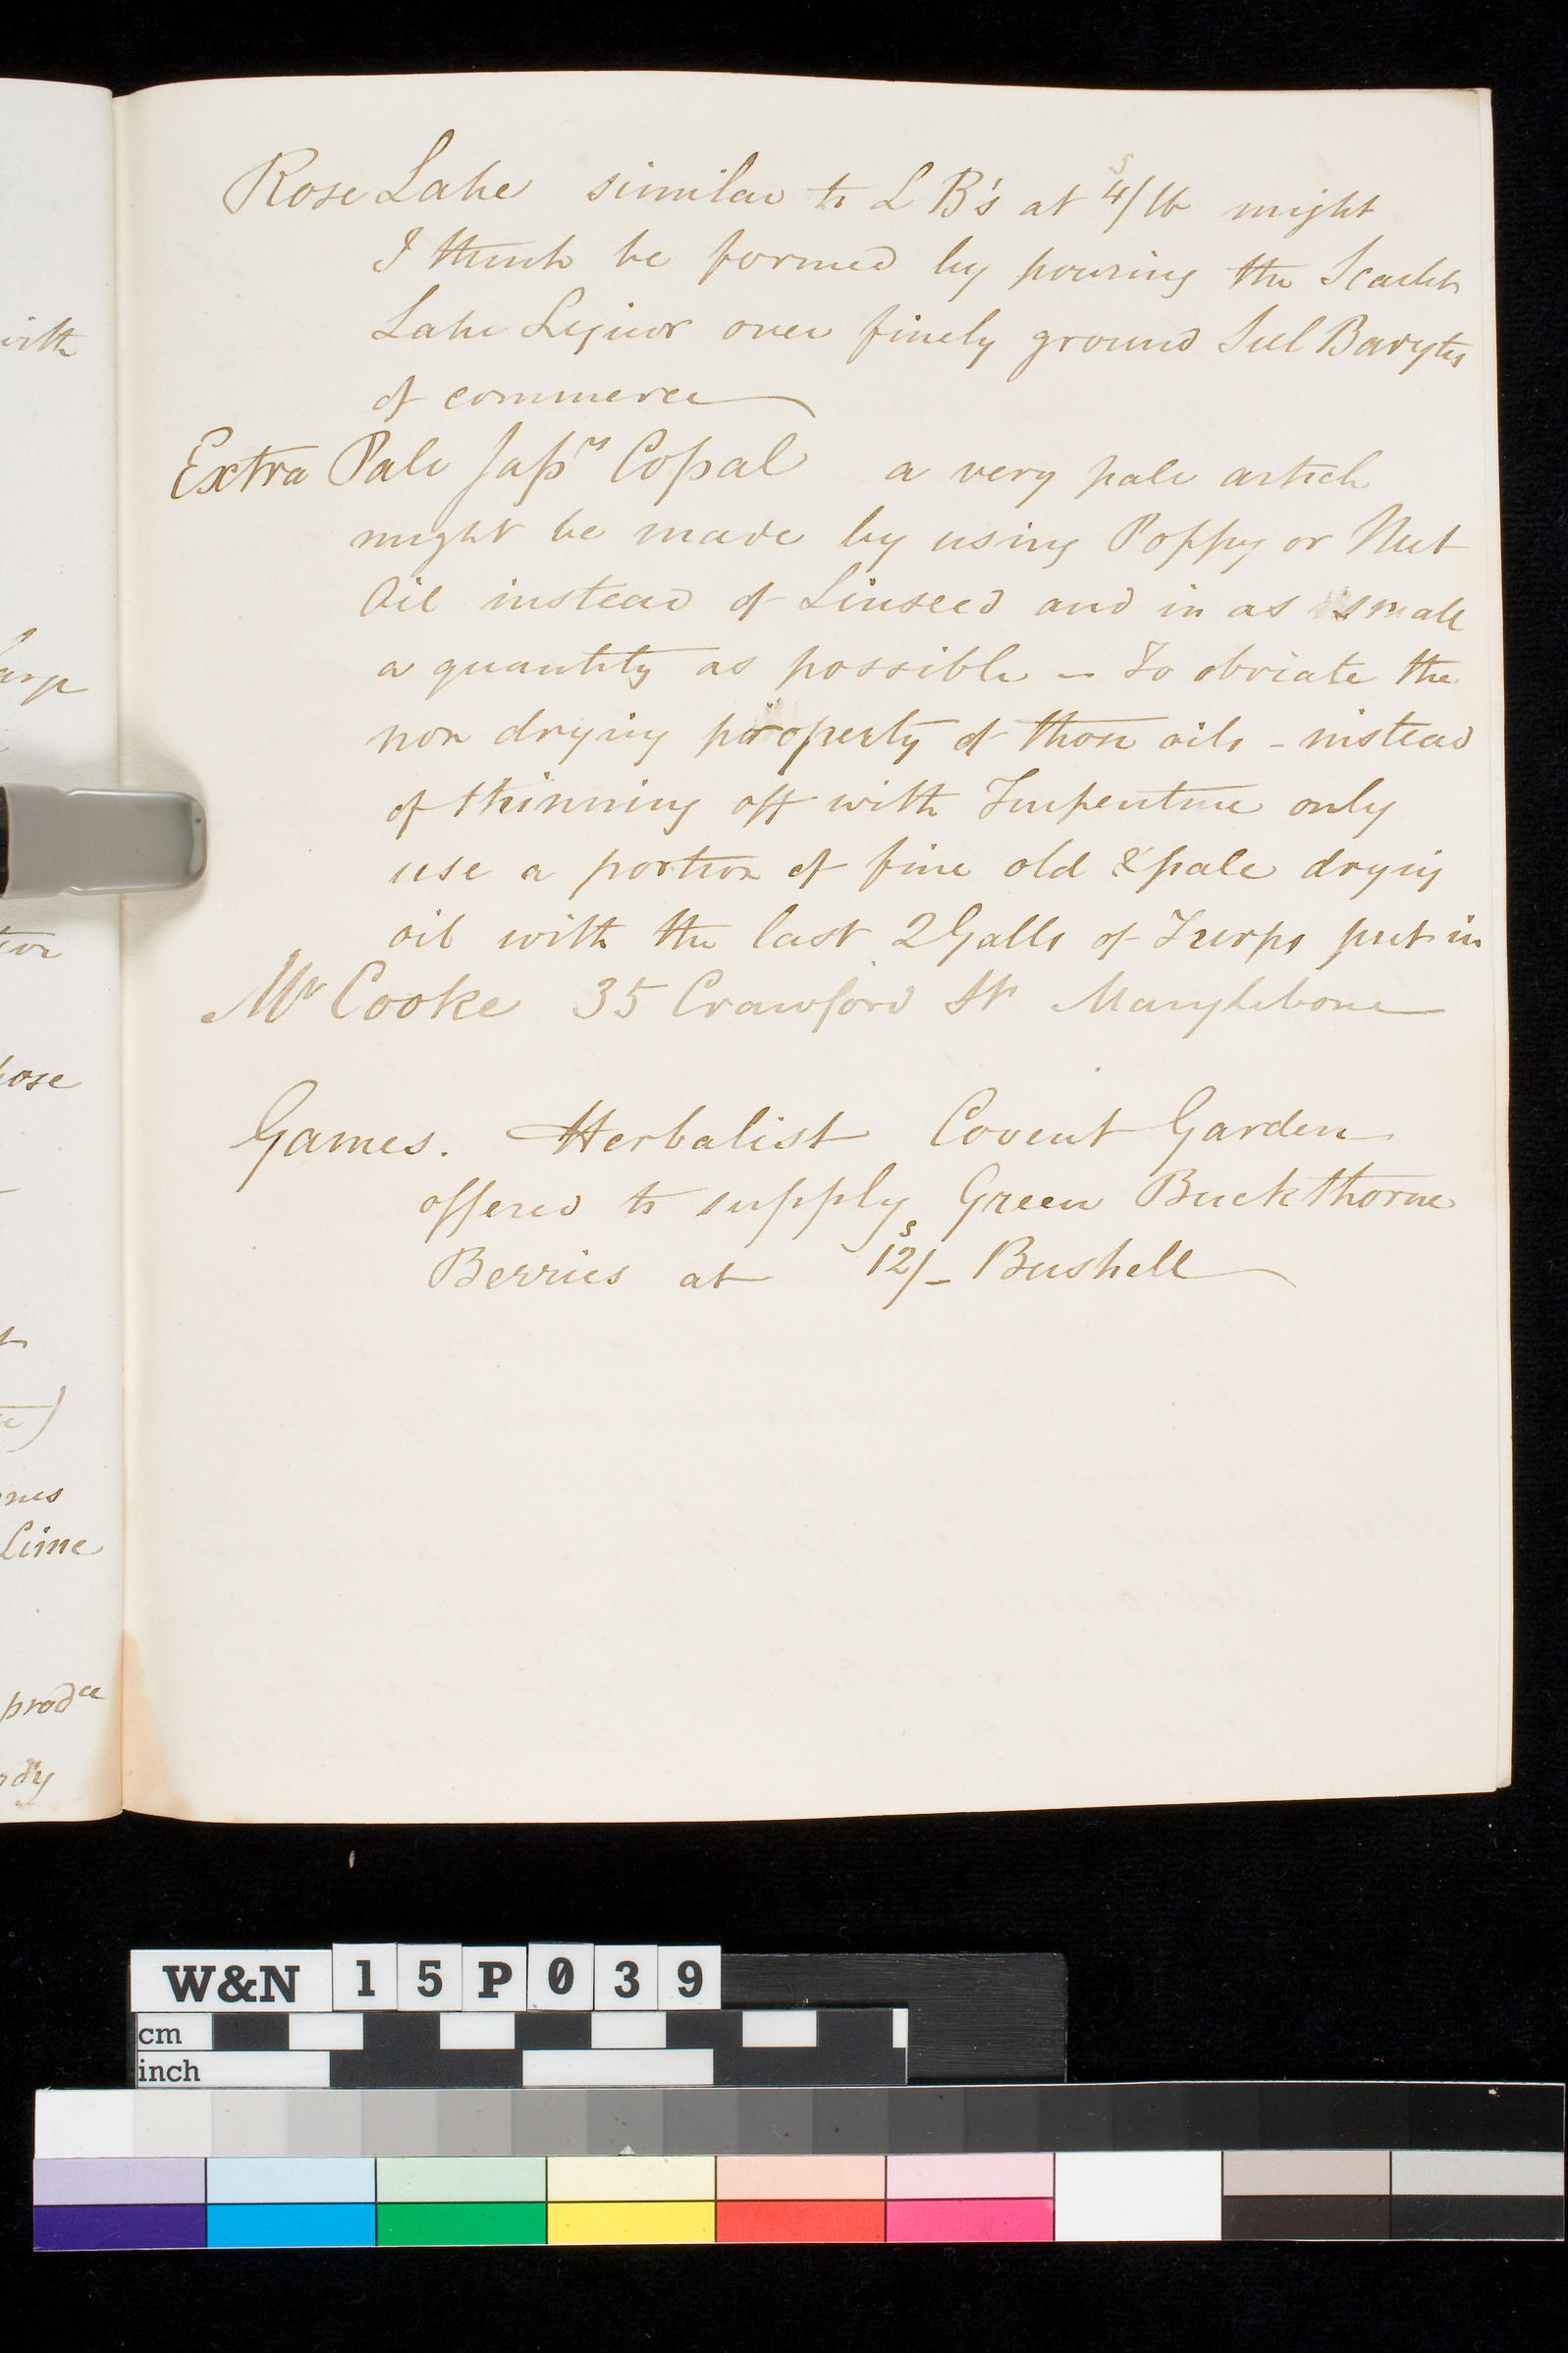 Rose Lake similar to L B's at 4s/lb might
I think be formed by pouring the Scarlet
Lake Liquor over finely ground Sul Barytes
of commerce
Extra Pale Japrs Copal a very pale article
might be made by using Poppy or Nut
Oil instead of Linseed and in as small
a quantity as possible – To obviate the
non drying property of those oils – instead
of thinning off with Turpentine only
use a portion of fine old & pale drying
oil with the last 2 Galls of Turps put in
Mr Cooke 35 Crawford St Marylebone
Games. Herbalist Covent Garden
offered to supply Green Buckthorne
Berries at 12s/- Bushell
ith
arge
tion
hose
t
nes
Lime
prodce
ody
W&N 15P039
cm
inch